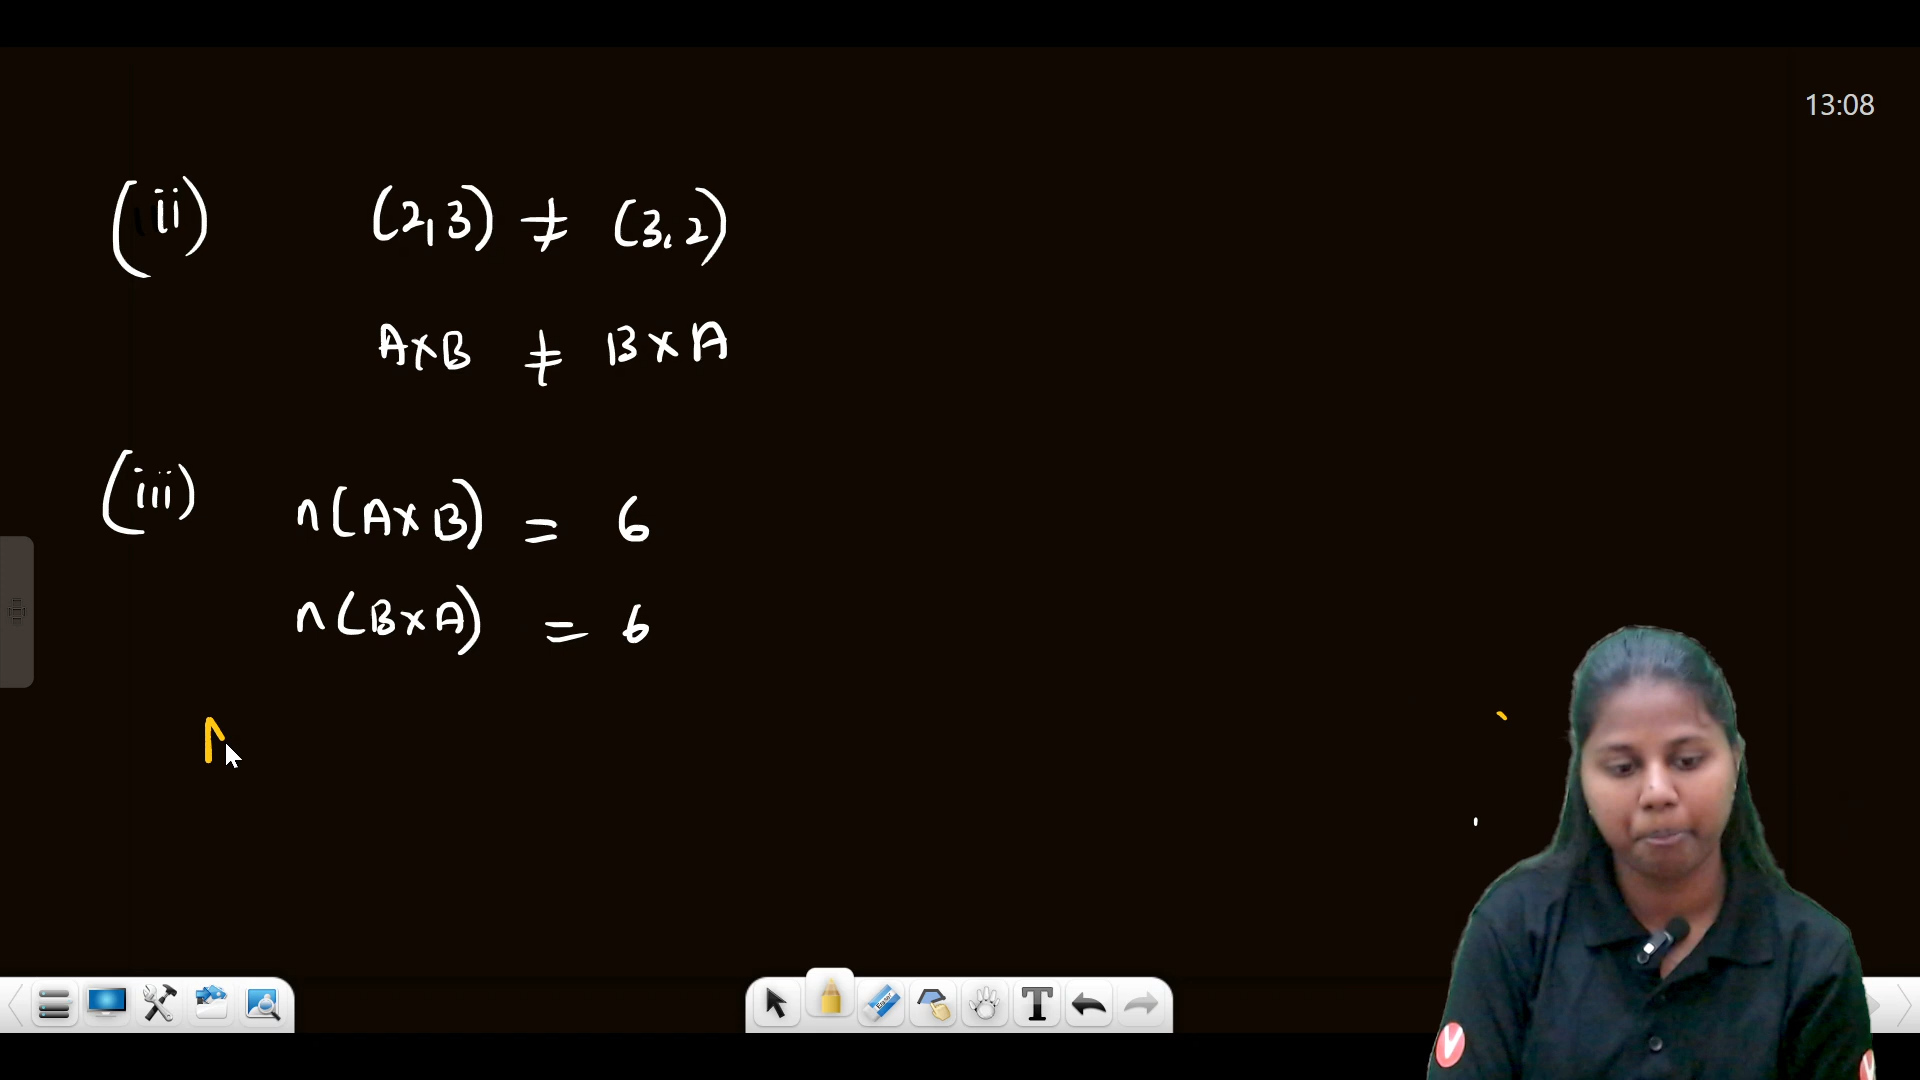 13:08
(ii) (2,3) ≠ (3,2)
A×B ≠ B×A
(iii) n(A×B) = 6
n(B×A) = 6